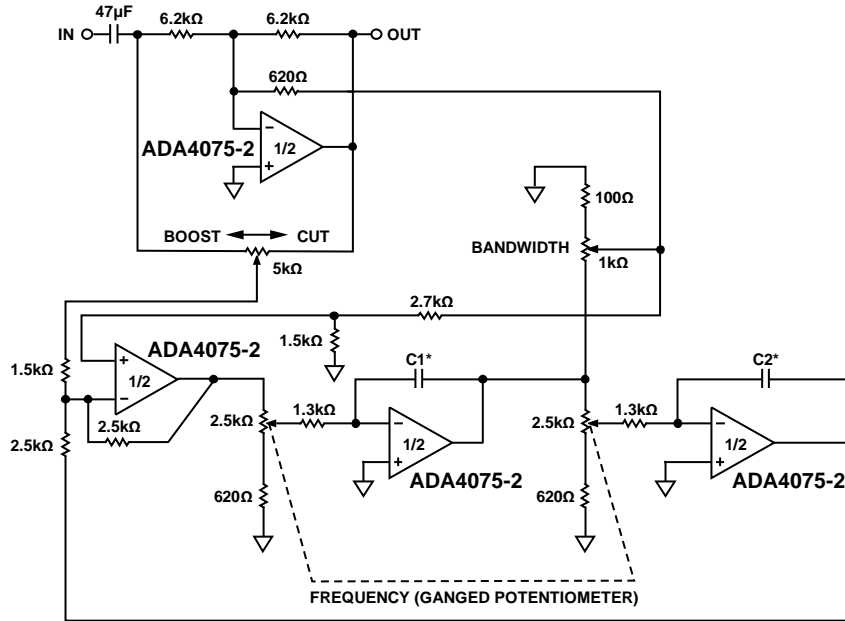 47µF
IN
6.2kΩ
6.2kΩ
OUT
620Ω
−
+
1/2
ADA4075-2
100Ω
BOOST
CUT
5kΩ
BANDWIDTH
1kΩ
2.7kΩ
1.5kΩ
ADA4075-2
+
−
1/2
1.5kΩ
2.5kΩ
2.5kΩ
C1*
C2*
2.5kΩ
1.3kΩ
−
+
1/2
ADA4075-2
2.5kΩ
1.3kΩ
−
+
1/2
ADA4075-2
620Ω
620Ω
FREQUENCY (GANGED POTENTIOMETER)